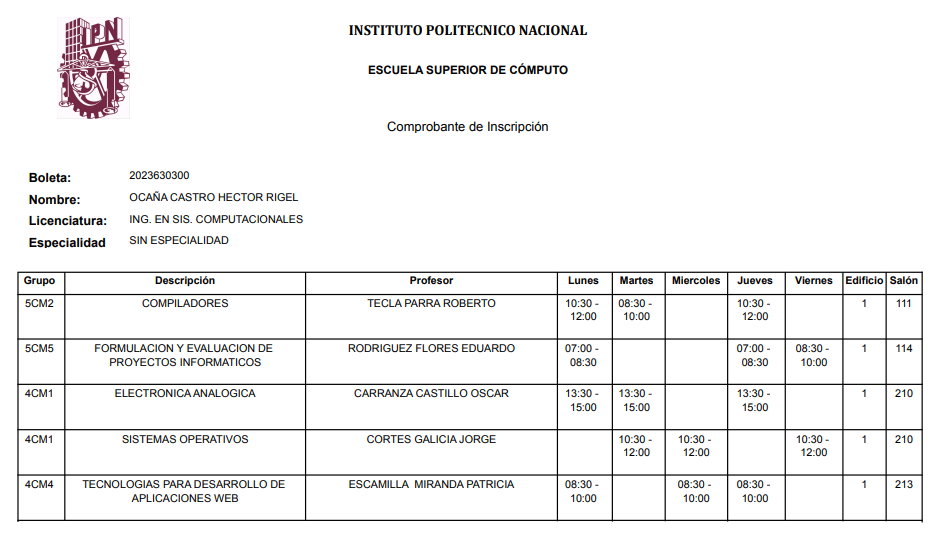 IPN
INSTITUTO POLITECNICO NACIONAL
ESCUELA SUPERIOR DE CÓMPUTO
Comprobante de Inscripción
Boleta: 2023630300
Nombre: OCAÑA CASTRO HECTOR RIGEL
Licenciatura: ING. EN SIS. COMPUTACIONALES
Especialidad SIN ESPECIALIDAD
Grupo Descripción Profesor Lunes Martes Miercoles Jueves Viernes Edificio Salón
5CM2 COMPILADORES TECLA PARRA ROBERTO 10:30 - 08:30 - 10:30 - 1 111
12:00 10:00 12:00
5CM5 FORMULACION Y EVALUACION DE RODRIGUEZ FLORES EDUARDO 07:00 - 07:00 - 08:30 - 1 114
PROYECTOS INFORMATICOS 08:30 08:30 10:00
4CM1 ELECTRONICA ANALOGICA CARRANZA CASTILLO OSCAR 13:30 - 13:30 - 13:30 - 1 210
15:00 15:00 15:00
4CM1 SISTEMAS OPERATIVOS CORTES GALICIA JORGE 10:30 - 10:30 - 10:30 - 1 210
12:00 12:00 12:00
4CM4 TECNOLOGIAS PARA DESARROLLO DE ESCAMILLA MIRANDA PATRICIA 08:30 - 08:30 - 08:30 - 1 213
APLICACIONES WEB 10:00 10:00 10:00